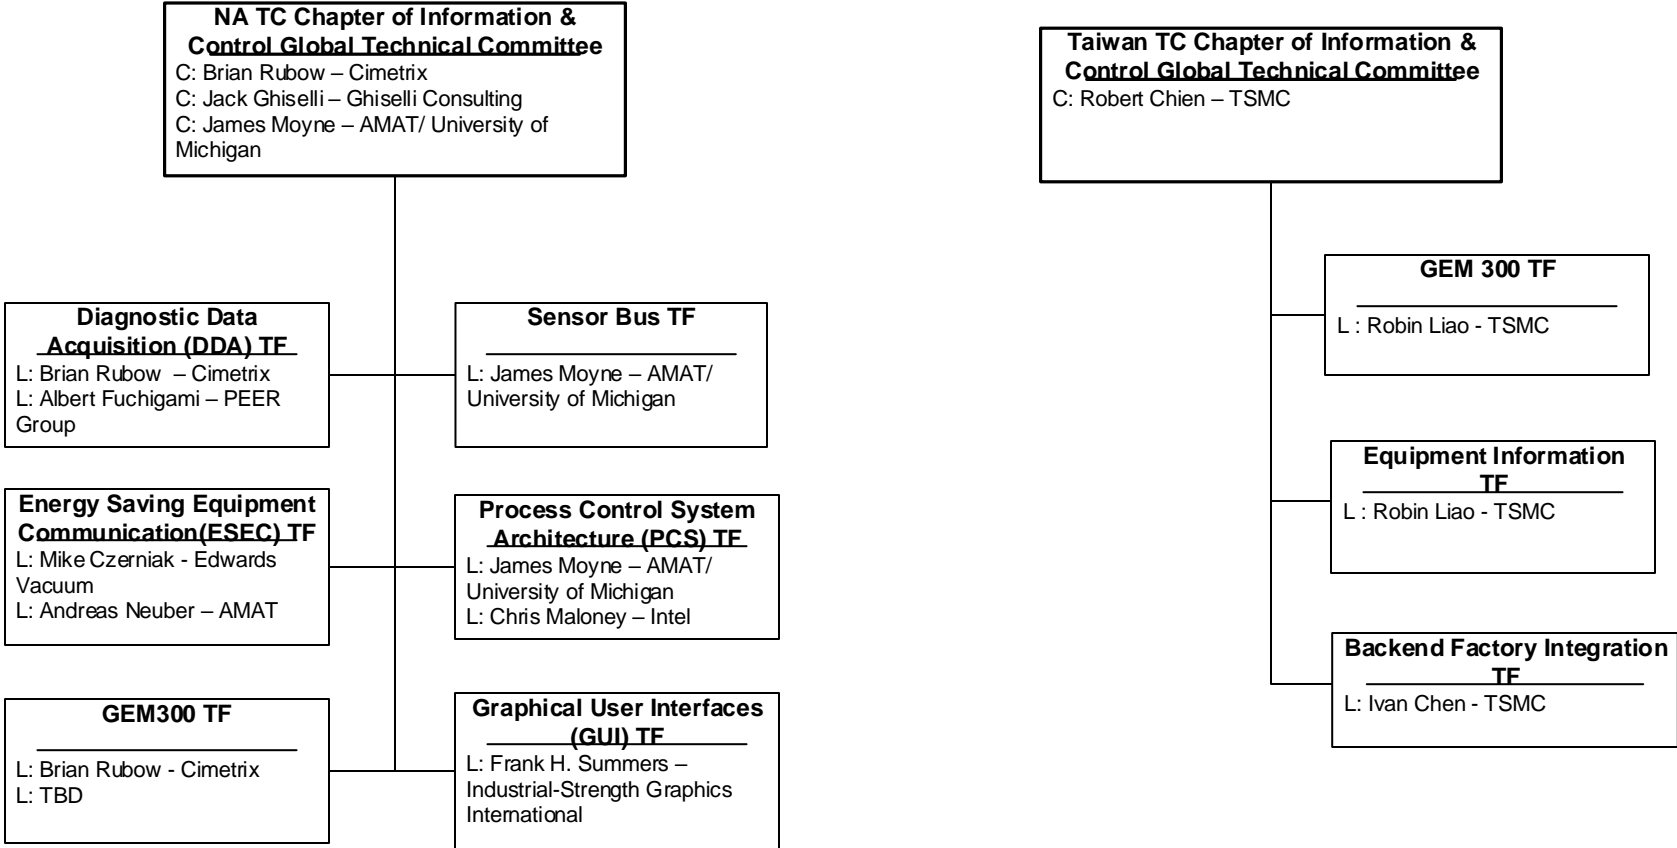 NA TC Chapter of Information &
Control Global Technical Committee
C: Brian Rubow – Cimetrix
C: Jack Ghiselli – Ghiselli Consulting
C: James Moyne – AMAT/ University of
Michigan
Taiwan TC Chapter of Information &
Control Global Technical Committee
C: Robert Chien – TSMC
Diagnostic Data
Acquisition (DDA) TF
L: Brian Rubow – Cimetrix
L: Albert Fuchigami – PEER
Group
Sensor Bus TF
L: James Moyne – AMAT/
University of Michigan
Energy Saving Equipment
Communication(ESEC) TF
L: Mike Czerniak - Edwards
Vacuum
L: Andreas Neuber – AMAT
Process Control System
Architecture (PCS) TF
L: James Moyne – AMAT/
University of Michigan
L: Chris Maloney – Intel
GEM300 TF
L: Brian Rubow - Cimetrix
L: TBD
Graphical User Interfaces
(GUI) TF
L: Frank H. Summers –
Industrial-Strength Graphics
International
GEM 300 TF
L : Robin Liao - TSMC
Equipment Information
TF
L : Robin Liao - TSMC
Backend Factory Integration
TF
L: Ivan Chen - TSMC